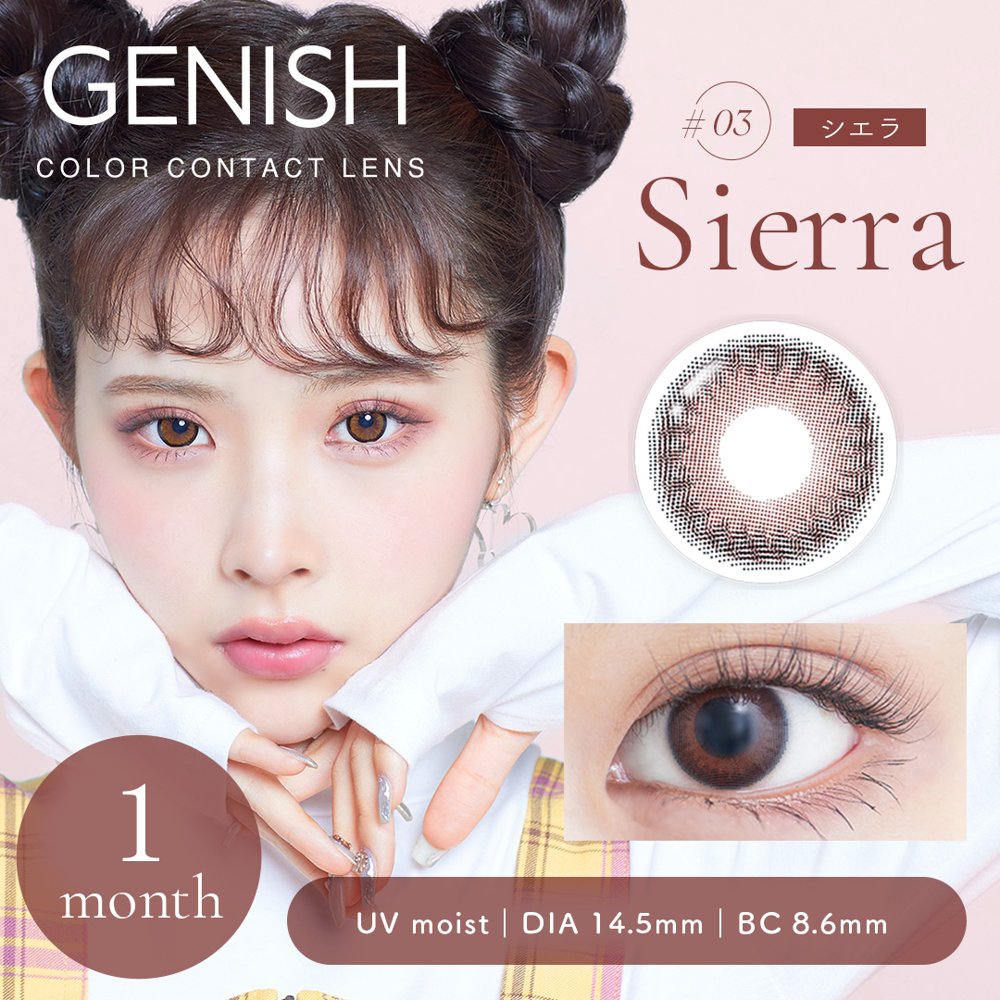 GENISH
COLOR CONTACT LENS
#03
シエラ
Sierra
1
month
UV moist | DIA 14.5mm | BC 8.6mm